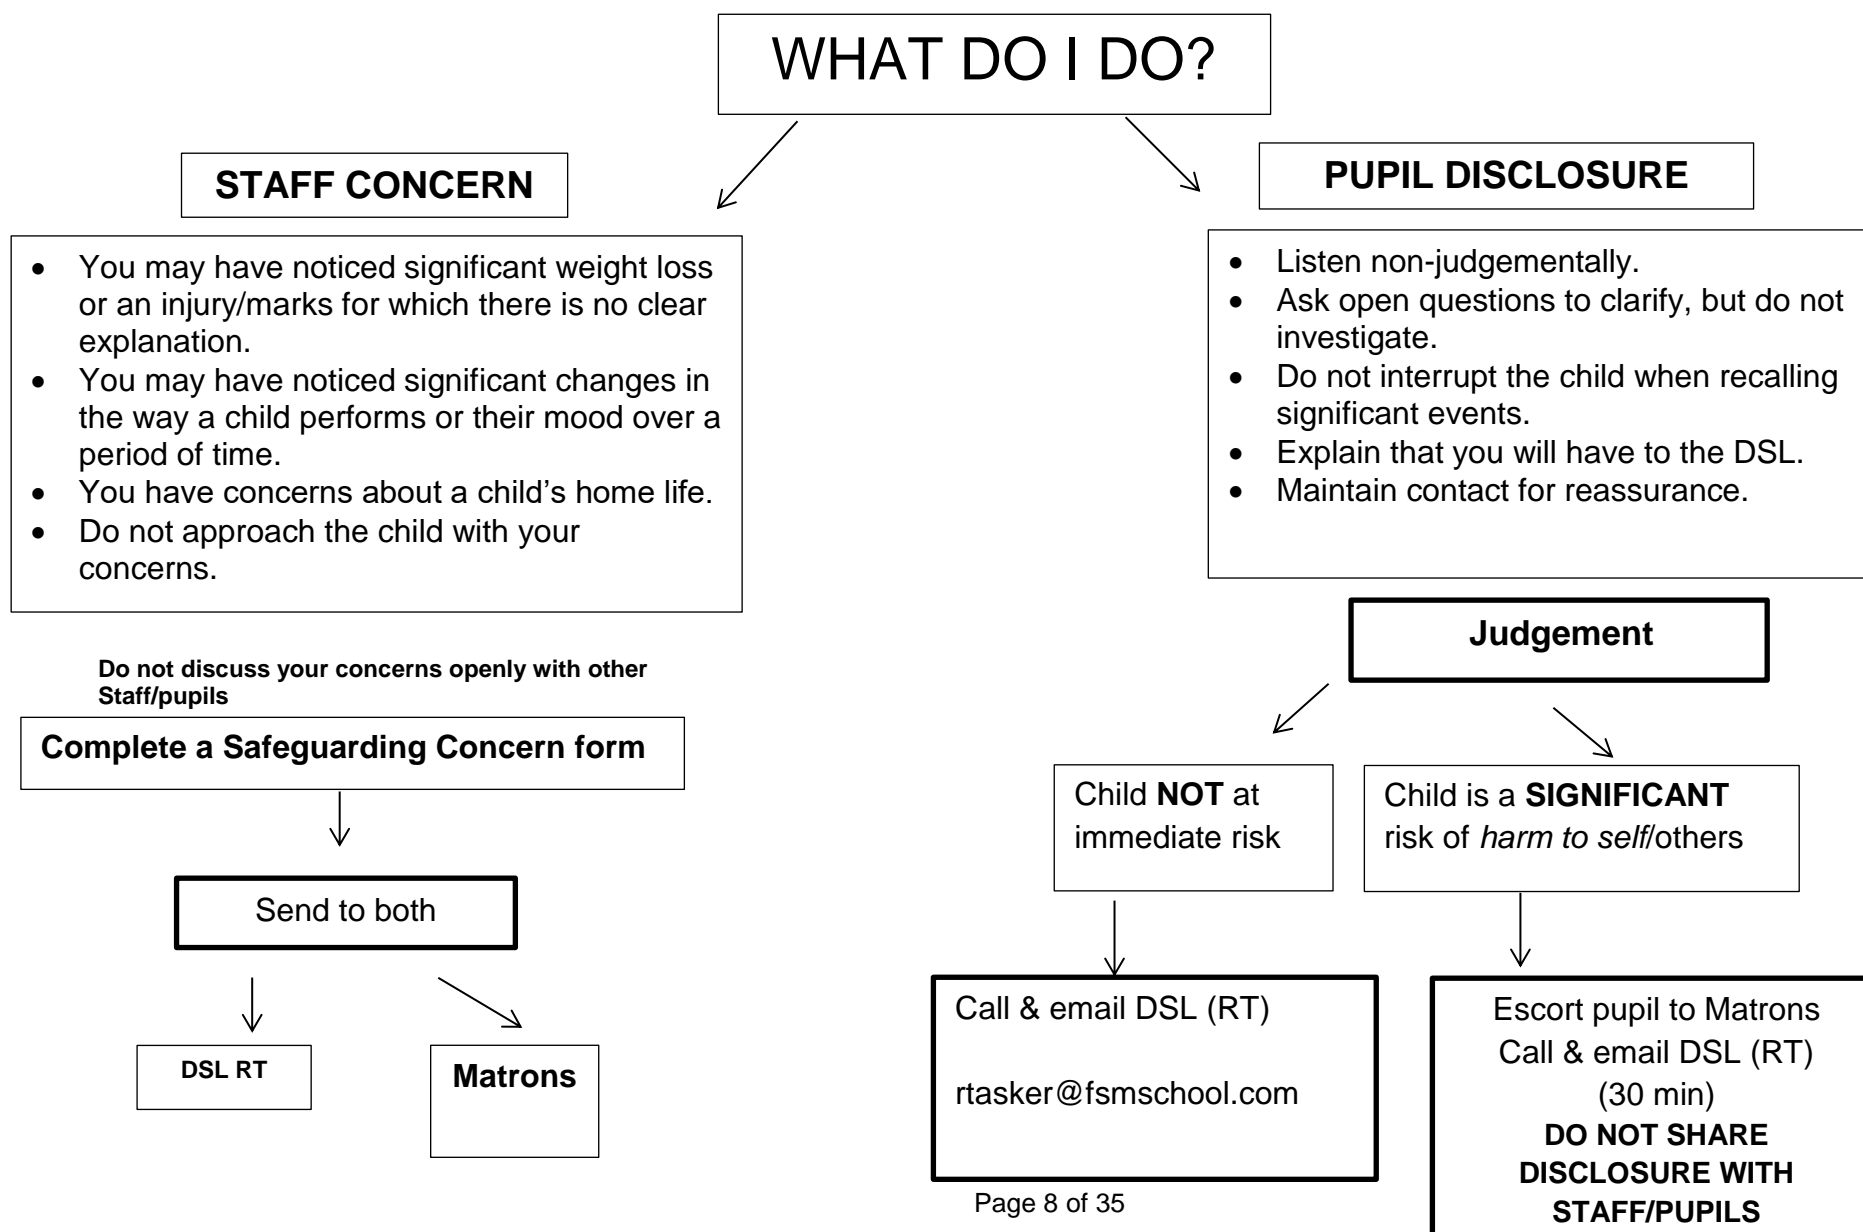 WHAT DO I DO?
STAFF CONCERN
• You may have noticed significant weight loss
or an injury/marks for which there is no clear
explanation.
• You may have noticed significant changes in
the way a child performs or their mood over a
period of time.
• You have concerns about a child’s home life.
• Do not approach the child with your
concerns.
Do not discuss your concerns openly with other
Staff/pupils
Complete a Safeguarding Concern form
Send to both
DSL RT
Matrons
PUPIL DISCLOSURE
• Listen non-judgementally.
• Ask open questions to clarify, but do not
investigate.
• Do not interrupt the child when recalling
significant events.
• Explain that you will have to the DSL.
• Maintain contact for reassurance.
Judgement
Child NOT at
immediate risk
Call & email DSL (RT)
rtasker@fsmschool.com
Child is a SIGNIFICANT
risk of harm to self/others
Escort pupil to Matrons
Call & email DSL (RT)
(30 min)
DO NOT SHARE
DISCLOSURE WITH
STAFF/PUPILS
Page 8 of 35